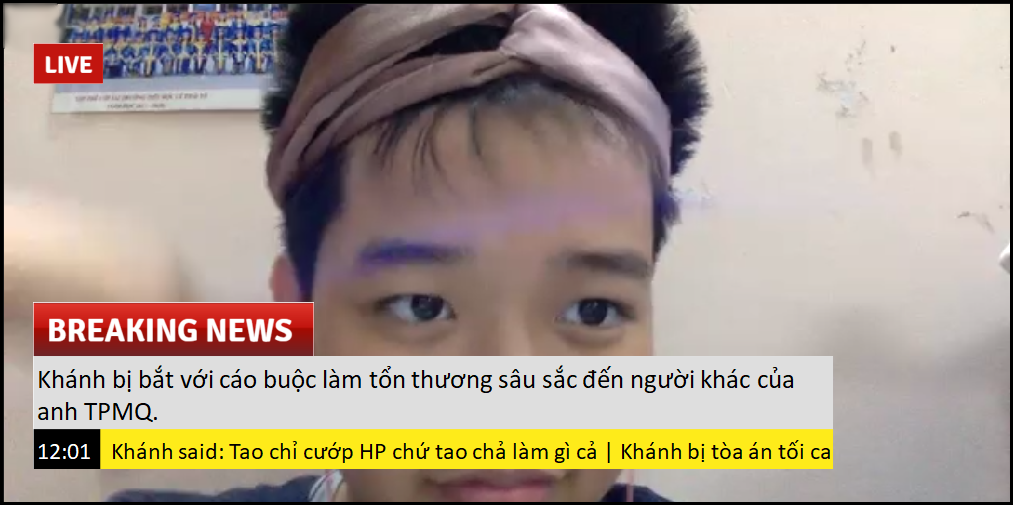 LIVE
BREAKING NEWS
Khánh bị bắt với cáo buộc làm tổn thương sâu sắc đến người khác của
anh TPMQ.
12:01 Khánh said: Tao chỉ cướp HP chứ tao chả làm gì cả | Khánh bị tòa án tối ca